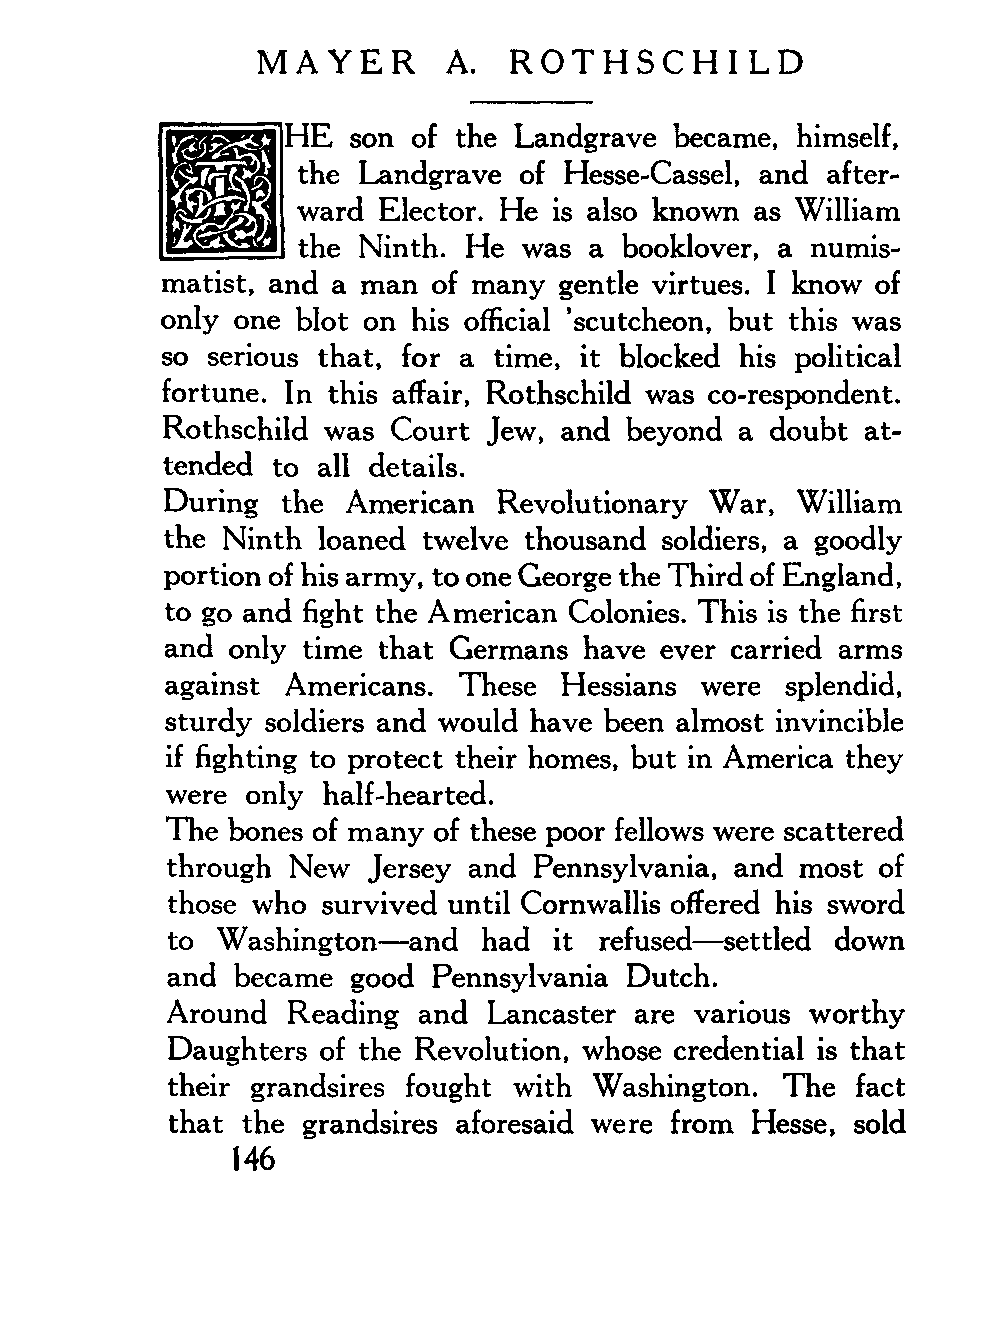 MAYER A. ROTHSCHILD
THE son of the Landgrave became, himself,
the Landgrave of Hesse-Cassel, and after-
ward Elector. He is also known as William
the Ninth. He was a booklover, a numis-
matist, and a man of many gentle virtues. I know of
only one blot on his official 'scutcheon, but this was
so serious that, for a time, it blocked his political
fortune. In this affair, Rothschild was co-respondent.
Rothschild was Court Jew, and beyond a doubt at-
tended to all details.
During the American Revolutionary War, William
the Ninth loaned twelve thousand soldiers, a goodly
portion of his army, to one George the Third of England,
to go and fight the American Colonies. This is the first
and only time that Germans have ever carried arms
against Americans. These Hessians were splendid,
sturdy soldiers and would have been almost invincible
if fighting to protect their homes, but in America they
were only half-hearted.
The bones of many of these poor fellows were scattered
through New Jersey and Pennsylvania, and most of
those who survived until Cornwallis offered his sword
to Washington—and had it refused—settled down
and became good Pennsylvania Dutch.
Around Reading and Lancaster are various worthy
Daughters of the Revolution, whose credential is that
their grandsires fought with Washington. The fact
that the grandsires aforesaid were from Hesse, sold
146